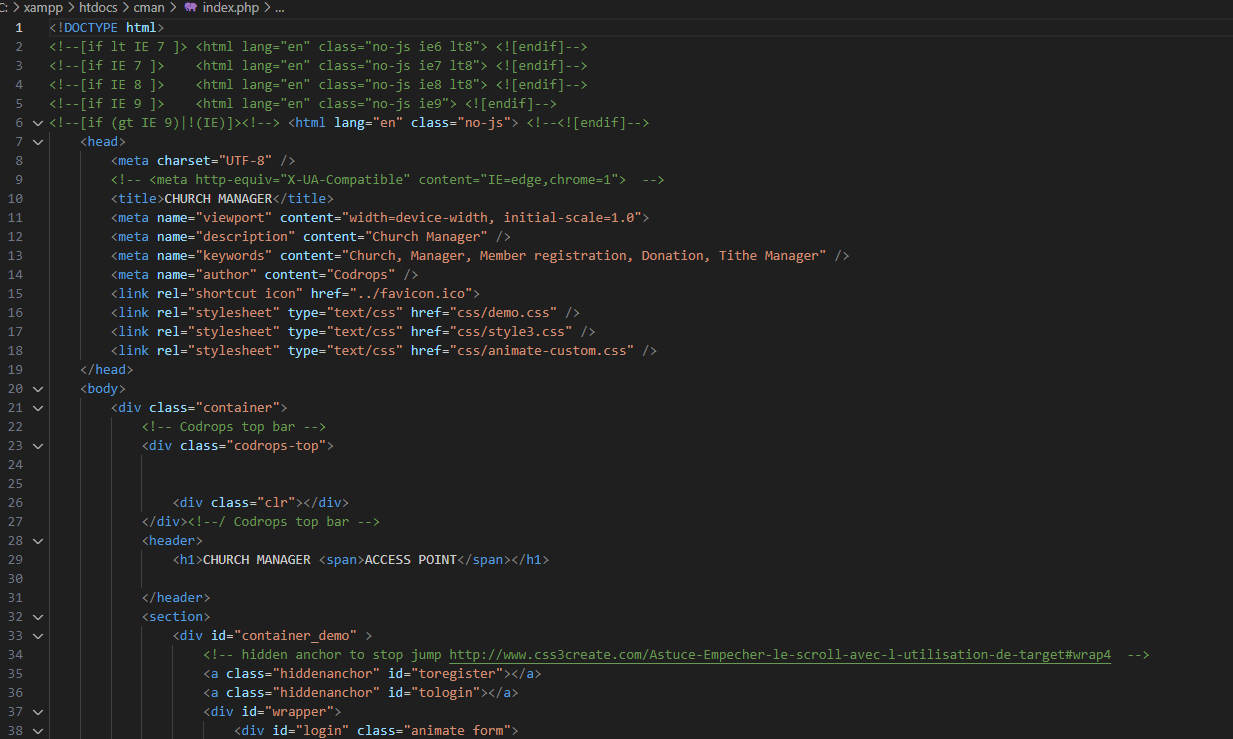 C: > xampp > htdocs > cman > index.php > ...
1 <!DOCTYPE html>
2 <!--[if lt IE 7 ]> <html lang="en" class="no-js ie6 lt8"> <![endif]-->
3 <!--[if IE 7 ]>    <html lang="en" class="no-js ie7 lt8"> <![endif]-->
4 <!--[if IE 8 ]>    <html lang="en" class="no-js ie8 lt8"> <![endif]-->
5 <!--[if IE 9 ]>    <html lang="en" class="no-js ie9"> <![endif]-->
6 <!--[if (gt IE 9)|!(IE)]><!--> <html lang="en" class="no-js"> <!--<![endif]-->
7     <head>
8         <meta charset="UTF-8" />
9         <!-- <meta http-equiv="X-UA-Compatible" content="IE=edge,chrome=1">  -->
10         <title>CHURCH MANAGER</title>
11         <meta name="viewport" content="width=device-width, initial-scale=1.0">
12         <meta name="description" content="Church Manager" />
13         <meta name="keywords" content="Church, Manager, Member registration, Donation, Tithe Manager" />
14         <meta name="author" content="Codrops" />
15         <link rel="shortcut icon" href="../favicon.ico">
16         <link rel="stylesheet" type="text/css" href="css/demo.css" />
17         <link rel="stylesheet" type="text/css" href="css/style3.css" />
18         <link rel="stylesheet" type="text/css" href="css/animate-custom.css" />
19     </head>
20     <body>
21         <div class="container">
22             <!-- Codrops top bar -->
23             <div class="codrops-top">
24
25
26                 <div class="clr"></div>
27             </div><!--/ Codrops top bar -->
28             <header>
29                 <h1>CHURCH MANAGER <span>ACCESS POINT</span></h1>
30
31             </header>
32             <section>
33                 <div id="container_demo" >
34                     <!-- hidden anchor to stop jump http://www.css3create.com/Astuce-Empecher-le-scroll-avec-l-utilisation-de-target#wrap4  -->
35                     <a class="hiddenanchor" id="toregister"></a>
36                     <a class="hiddenanchor" id="tologin"></a>
37                     <div id="wrapper">
38                         <div id="login" class="animate form">